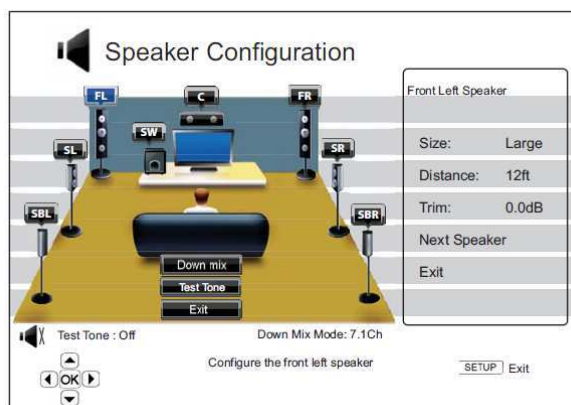 Speaker Configuration
FL
C
FR
SW
SL
SR
SBL
SBR
Down mix
Test Tone
Exit
Front Left Speaker
Size: Large
Distance: 12ft
Trim: 0.0dB
Next Speaker
Exit
Test Tone : Off
Down Mix Mode: 7.1Ch
OK
Configure the front left speaker
SETUP Exit